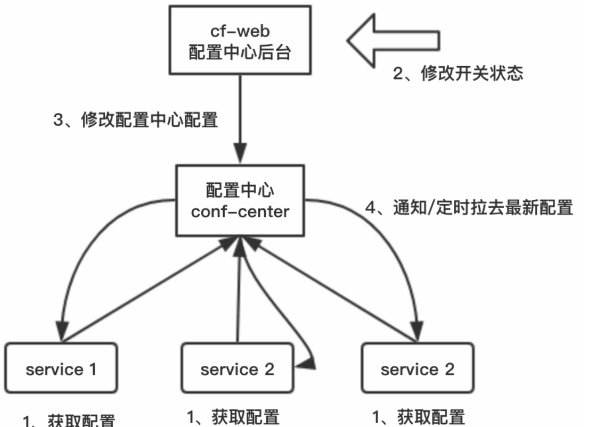 cf-web
配置中心后台
2、修改开关状态
3、修改配置中心配置
配置中心
conf-center
4、通知/定时拉去最新配置
service 1
service 2
service 2
1、获取配置
1、获取配置
1、获取配置